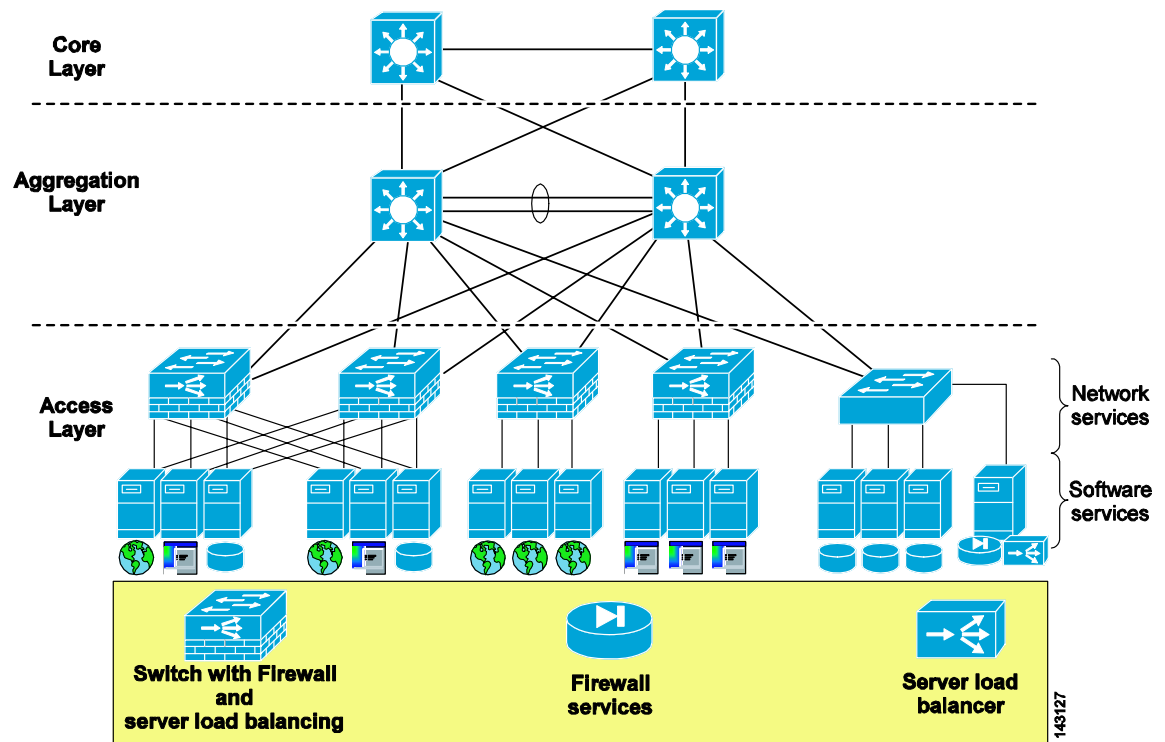 Core
Layer
Aggregation
Layer
Access
Layer
Network
services
Software
services
Switch with Firewall
and
server load balancing
Firewall
services
Server load
balancer
143127